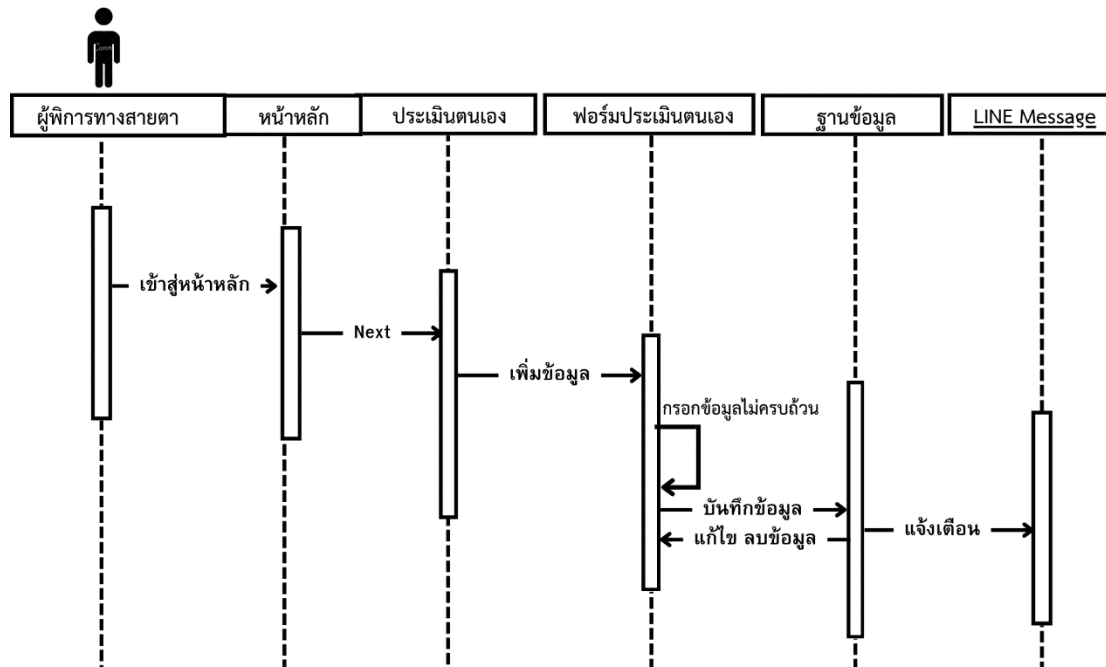 Canva
ผู้พิการทางสายตา
หน้าหลัก
ประเมินตนเอง
ฟอร์มประเมินตนเอง
ฐานข้อมูล
LINE Message
เข้าสู่หน้าหลัก
Next
เพิ่มข้อมูล
กรอกข้อมูลไม่ครบถ้วน
บันทึกข้อมูล
แก้ไข ลบข้อมูล
แจ้งเตือน